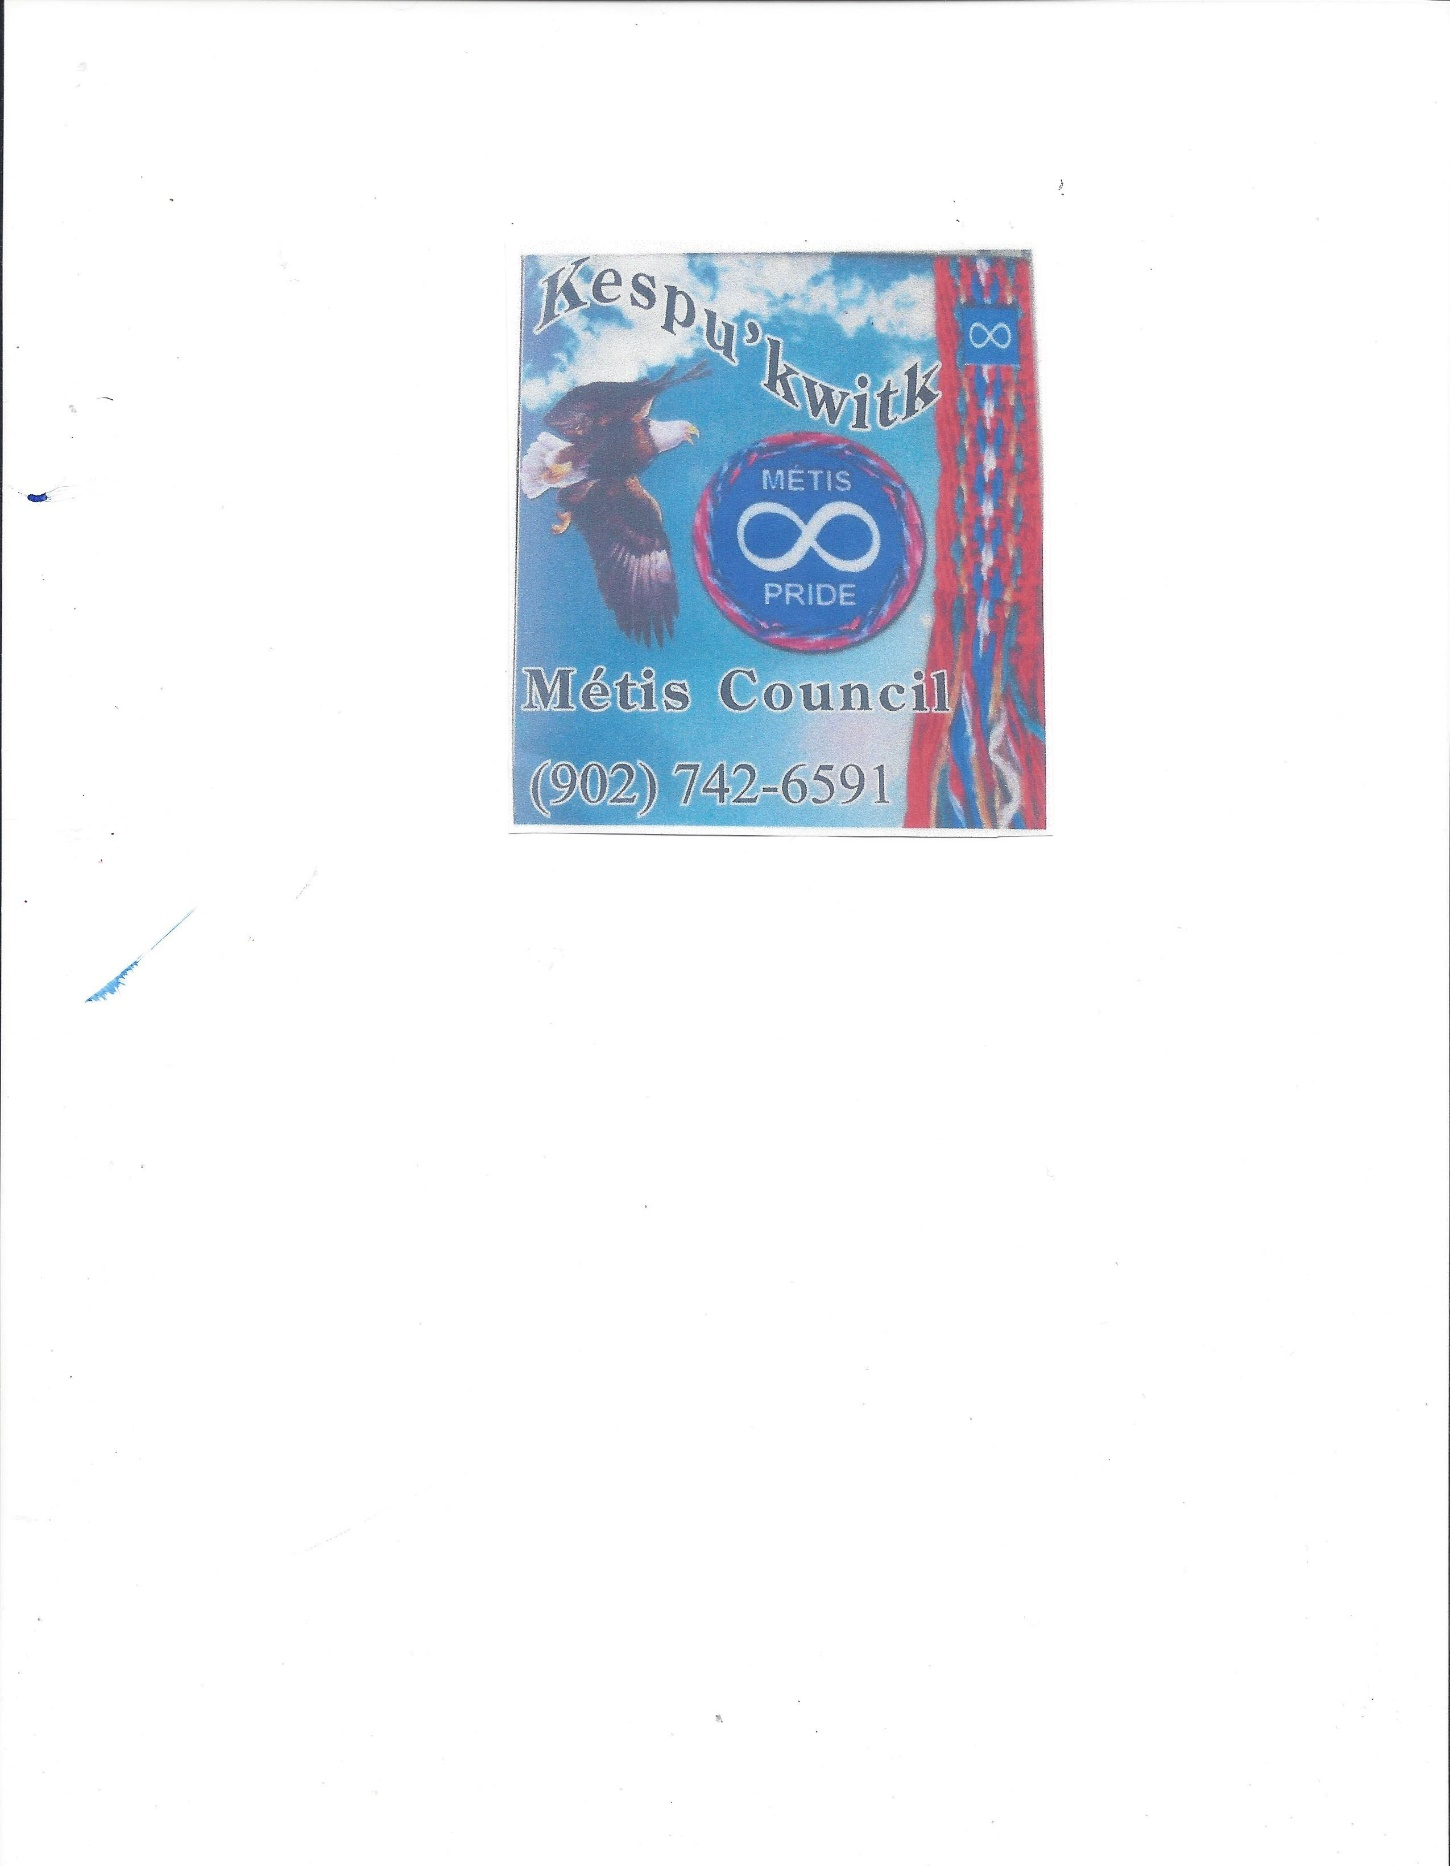 Kespu'kwitk
MÉTIS
PRIDE
Métis Council
(902) 742-6591